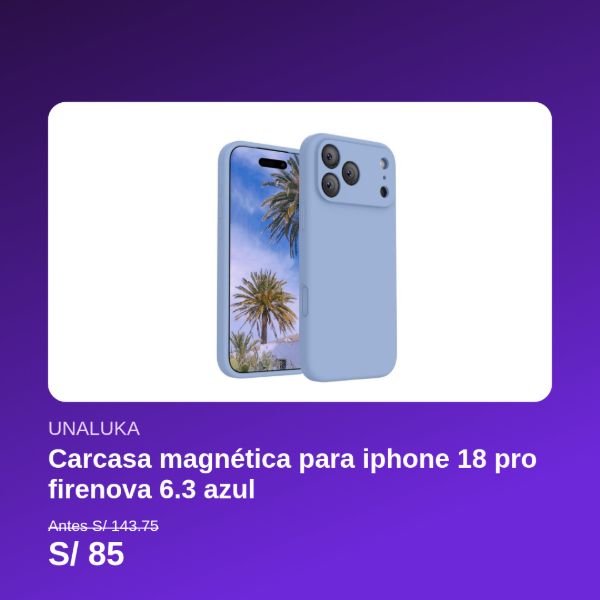 UNALUKA
Carcasa magnética para iphone 18 pro
firenova 6.3 azul
Antes S/ 143.75
S/ 85